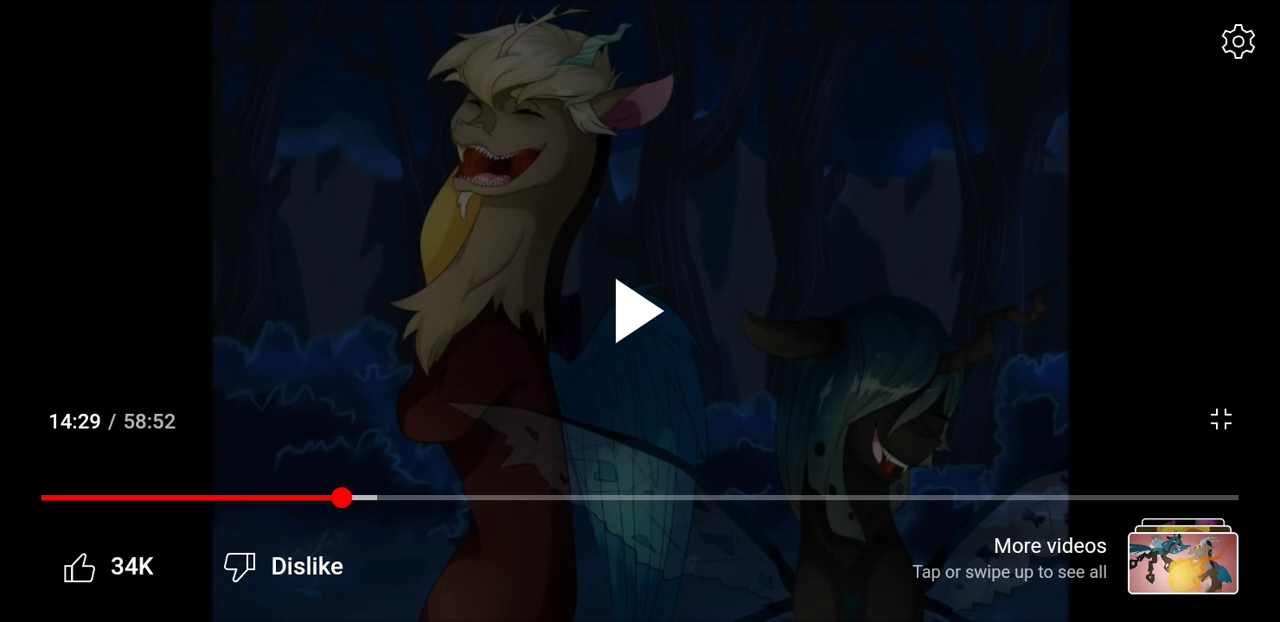 14:29 / 58:52
34K
Dislike
More videos
Tap or swipe up to see all